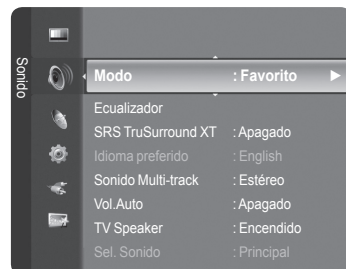 Sonido
Modo : Favorito
Ecualizador
SRS TruSurround XT : Apagado
Idioma preferido : English
Sonido Multi-track : Estéreo
Vol.Auto : Apagado
TV Speaker : Encendido
Sel. Sonido : Principal